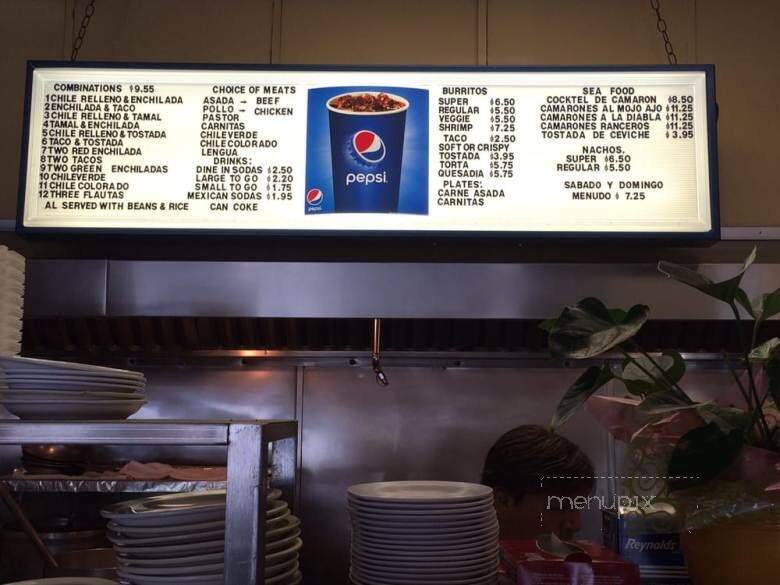 COMBINATIONS $9.55
1 CHILE RELLENO & ENCHILADA
2 ENCHILADA & TACO
3 CHILE RELLENO & TAMAL
4 TAMAL & ENCHILADA
5 CHILE RELLENO & TOSTADA
6 TACO & TOSTADA
7 TWO RED ENCHILADA
8 TWO TACOS
9 TWO GREEN ENCHILADAS
10 CHILEVERDE
11 CHILE COLORADO
12 THREE FLAUTAS
AL SERVED WITH BEANS & RICE
CHOICE OF MEATS
ASADA - BEEF
POLLO - CHICKEN
PASTOR
CARNITAS
CHILEVERDE
CHILE COLORADO
LENGUA
DRINKS:
DINE IN SODAS $2.50
LARGE TO GO $2.20
SMALL TO GO $1.75
MEXICAN SODAS $1.95
CAN COKE
pepsi
pepsi
BURRITOS
SUPER $6.50
REGULAR $5.50
VEGGIE $5.50
SHRIMP $7.25
TACO $2.50
SOFT OR CRISPY
TOSTADA $3.95
TORTA $5.75
QUESADIA $5.75
PLATES:
CARNE ASADA
CARNITAS
SEA FOOD
COCKTEL DE CAMARON $8.50
CAMARONES AL MOJO AJO $11.25
CAMARONES A LA DIABLA $11.25
CAMARONES RANCEROS $11.25
TOSTADA DE CEVICHE $3.95
NACHOS.
SUPER $6.50
REGULAR $5.50
SABADO Y DOMINGO
MENUDO $7.25
menupix
Reynolds